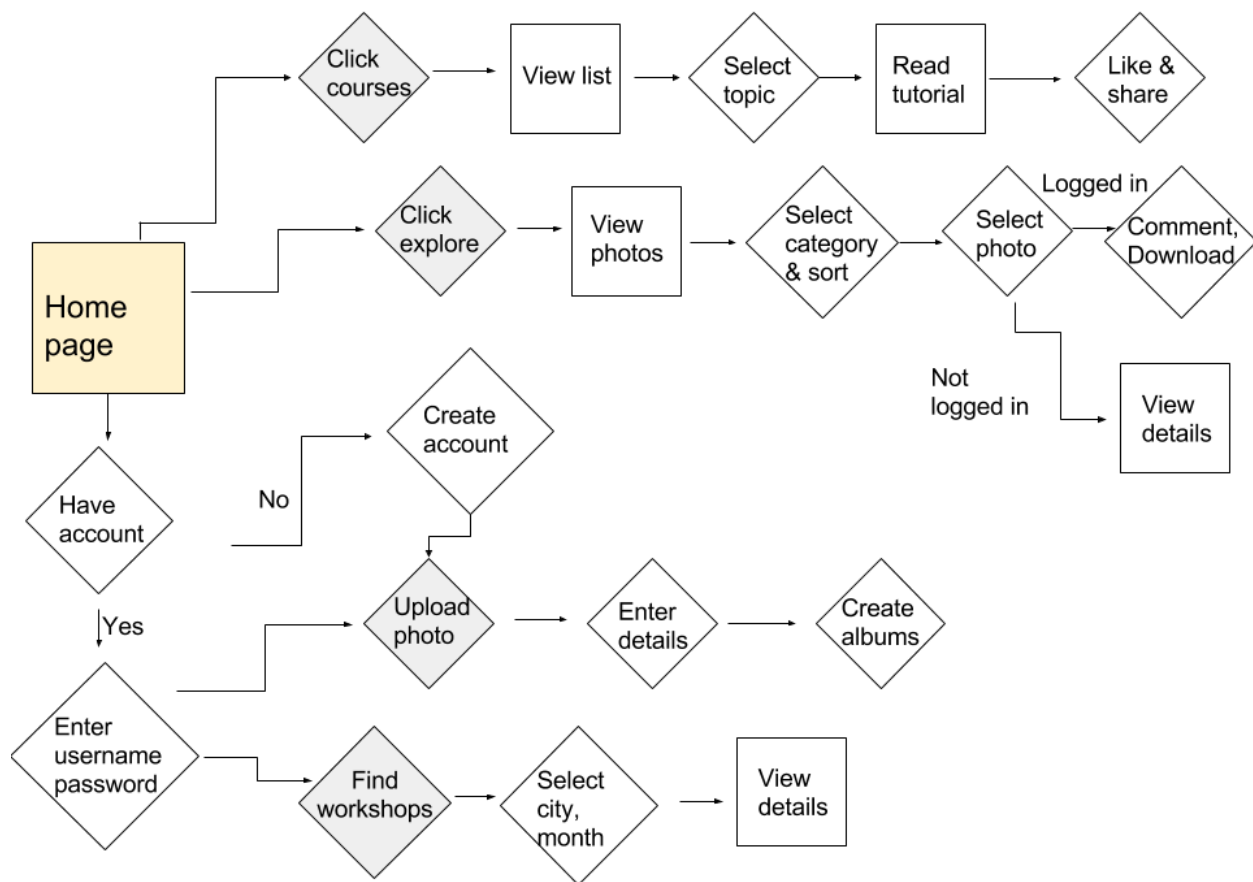 Click
courses
View list
Select
topic
Read
tutorial
Like &
share
Click
explore
View
photos
Select
category
& sort
Select
photo
Logged in
Comment,
Download
Home
page
Not
logged in
View
details
Create
account
Have
account
No
Yes
Upload
photo
Enter
details
Create
albums
Enter
username
password
Find
workshops
Select
city,
month
View
details